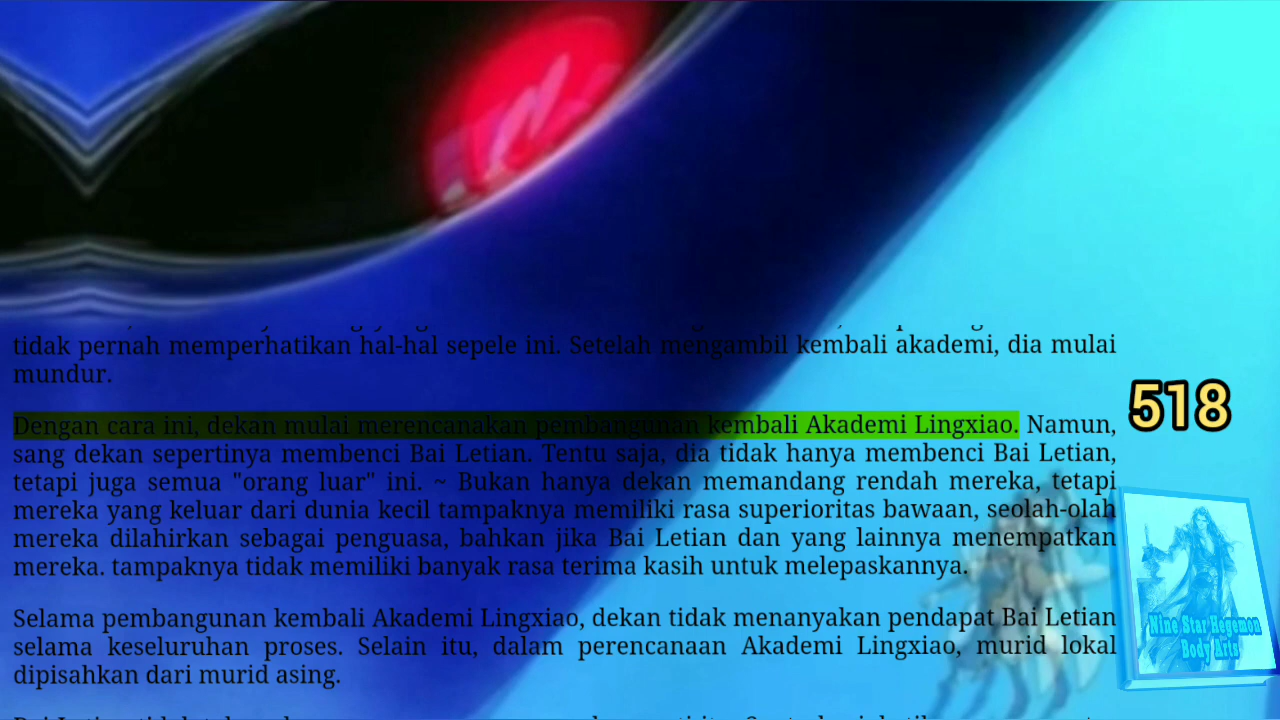 tidak pernah memperhatikan hal-hal sepele ini. Setelah mengambil kembali akademi, dia mulai
mundur.
Dengan cara ini, dekan mulai merencanakan pembangunan kembali Akademi Lingxiao. Namun,
sang dekan sepertinya membenci Bai Letian. Tentu saja, dia tidak hanya membenci Bai Letian,
tetapi juga semua "orang luar" ini. ~ Bukan hanya dekan memandang rendah mereka, tetapi
mereka yang keluar dari dunia kecil tampaknya memiliki rasa superioritas bawaan, seolah-olah
mereka dilahirkan sebagai penguasa, bahkan jika Bai Letian dan yang lainnya menempatkan
mereka. tampaknya tidak memiliki banyak rasa terima kasih untuk melepaskannya.
Selama pembangunan kembali Akademi Lingxiao, dekan tidak menanyakan pendapat Bai Letian
selama keseluruhan proses. Selain itu, dalam perencanaan Akademi Lingxiao, murid lokal
dipisahkan dari murid asing.
518
Nine Star Hegemon
Body Arts